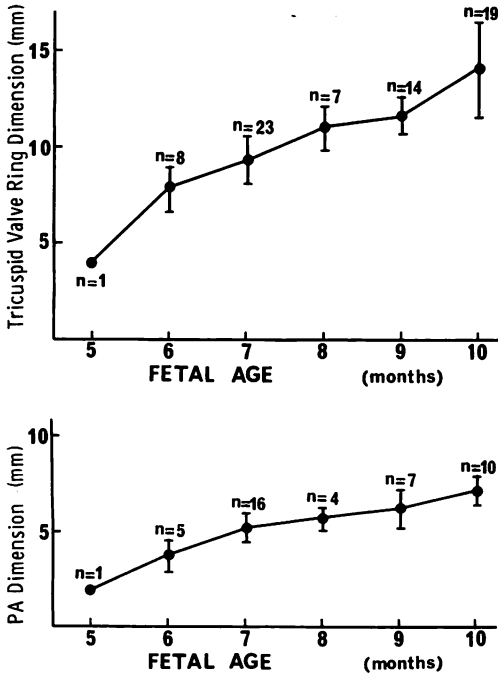 Tricuspid Valve Ring Dimension (mm)
15
10
5
n=1
n=8
n=23
n=7
n=14
n=19
5 6 7 8 9 10
FETAL AGE (months)
PA Dimension (mm)
10
5
n=1
n=5
n=16
n=4
n=7
n=10
5 6 7 8 9 10
FETAL AGE (months)